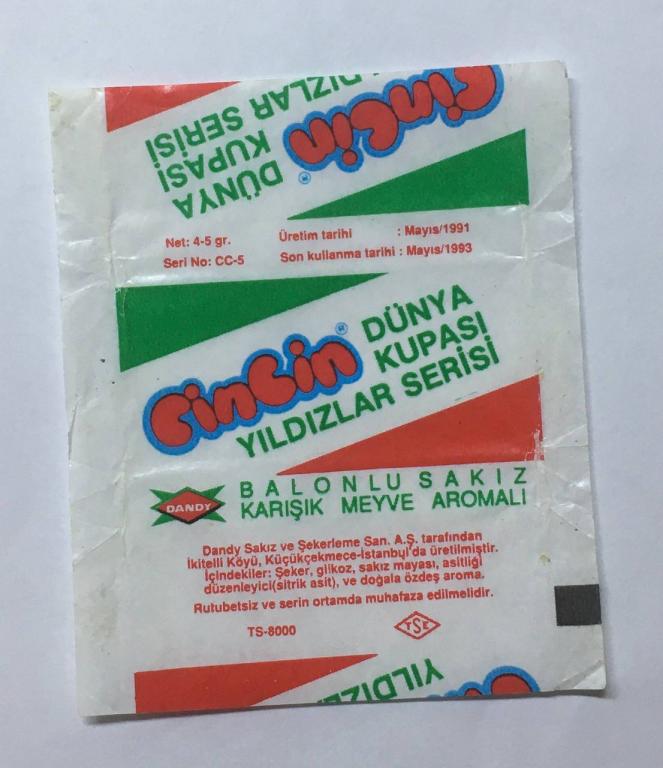 CinCin ®
DÜNYA
KUPASI
YILDIZLAR SERİSİ
Net: 4-5 gr.
Seri No: CC-5
Üretim tarihi : Mayıs/1991
Son kullanma tarihi : Mayıs/1993
CinCin ®
DÜNYA
KUPASI
YILDIZLAR SERİSİ
DANDY
BALONLU SAKIZ
KARIŞIK MEYVE AROMALI
Dandy Sakız ve Şekerleme San. A.Ş. tarafından
İkitelli Köyü, Küçükçekmece-İstanbul'da üretilmiştir.
İçindekiler: Şeker, glikoz, sakız mayası, asitliği
düzenleyici(sitrik asit), ve doğala özdeş aroma.
Rutubetsiz ve serin ortamda muhafaza edilmelidir.
TS-8000
TSE